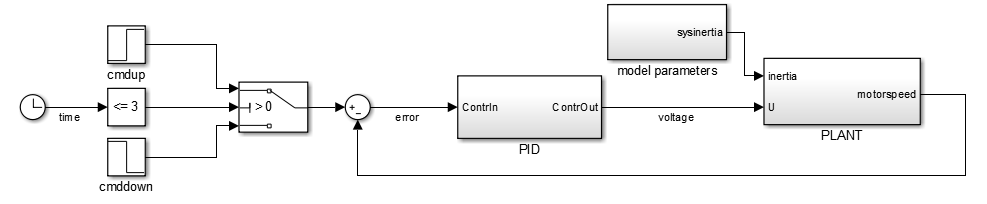 sysinertia
model parameters
cmdup
time
<= 3
> 0
+
−
error
ContrIn
ContrOut
PID
voltage
inertia
U
motorspeed
PLANT
cmddown